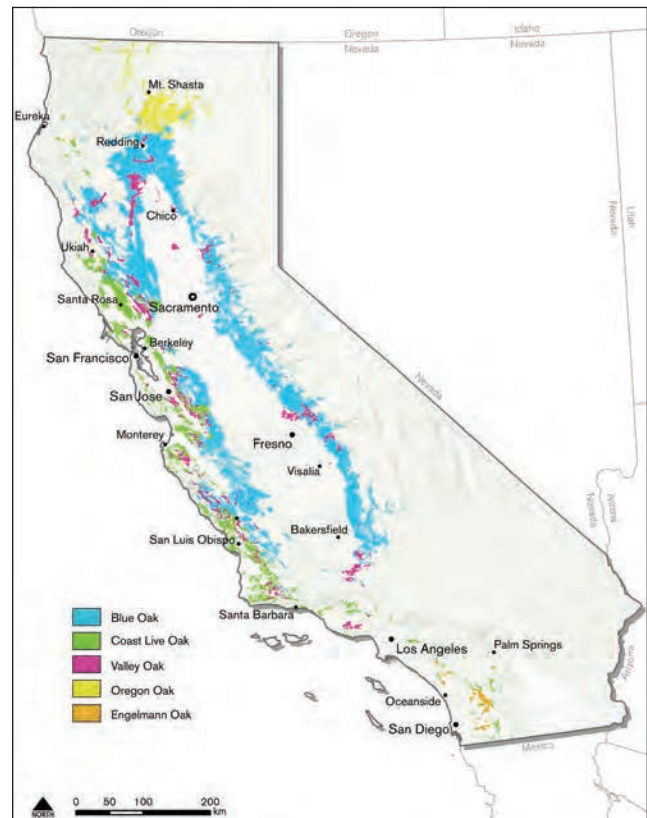 Oregon
Oregon
Idaho
Nevada
Nevada
Mt. Shasta
Eureka
Redding
Chico
Nevada
Utah
Ukiah
Santa Rosa
Sacramento
Berkeley
San Francisco
San Jose
Nevada
Monterey
Fresno
Visalia
Nevada
Arizona
Bakersfield
San Luis Obispo
Santa Barbara
Los Angeles
Palm Springs
Arizona
Oceanside
San Diego
Mexico
Blue Oak
Coast Live Oak
Valley Oak
Oregon Oak
Engelmann Oak
NORTH
0 50 100 200
km